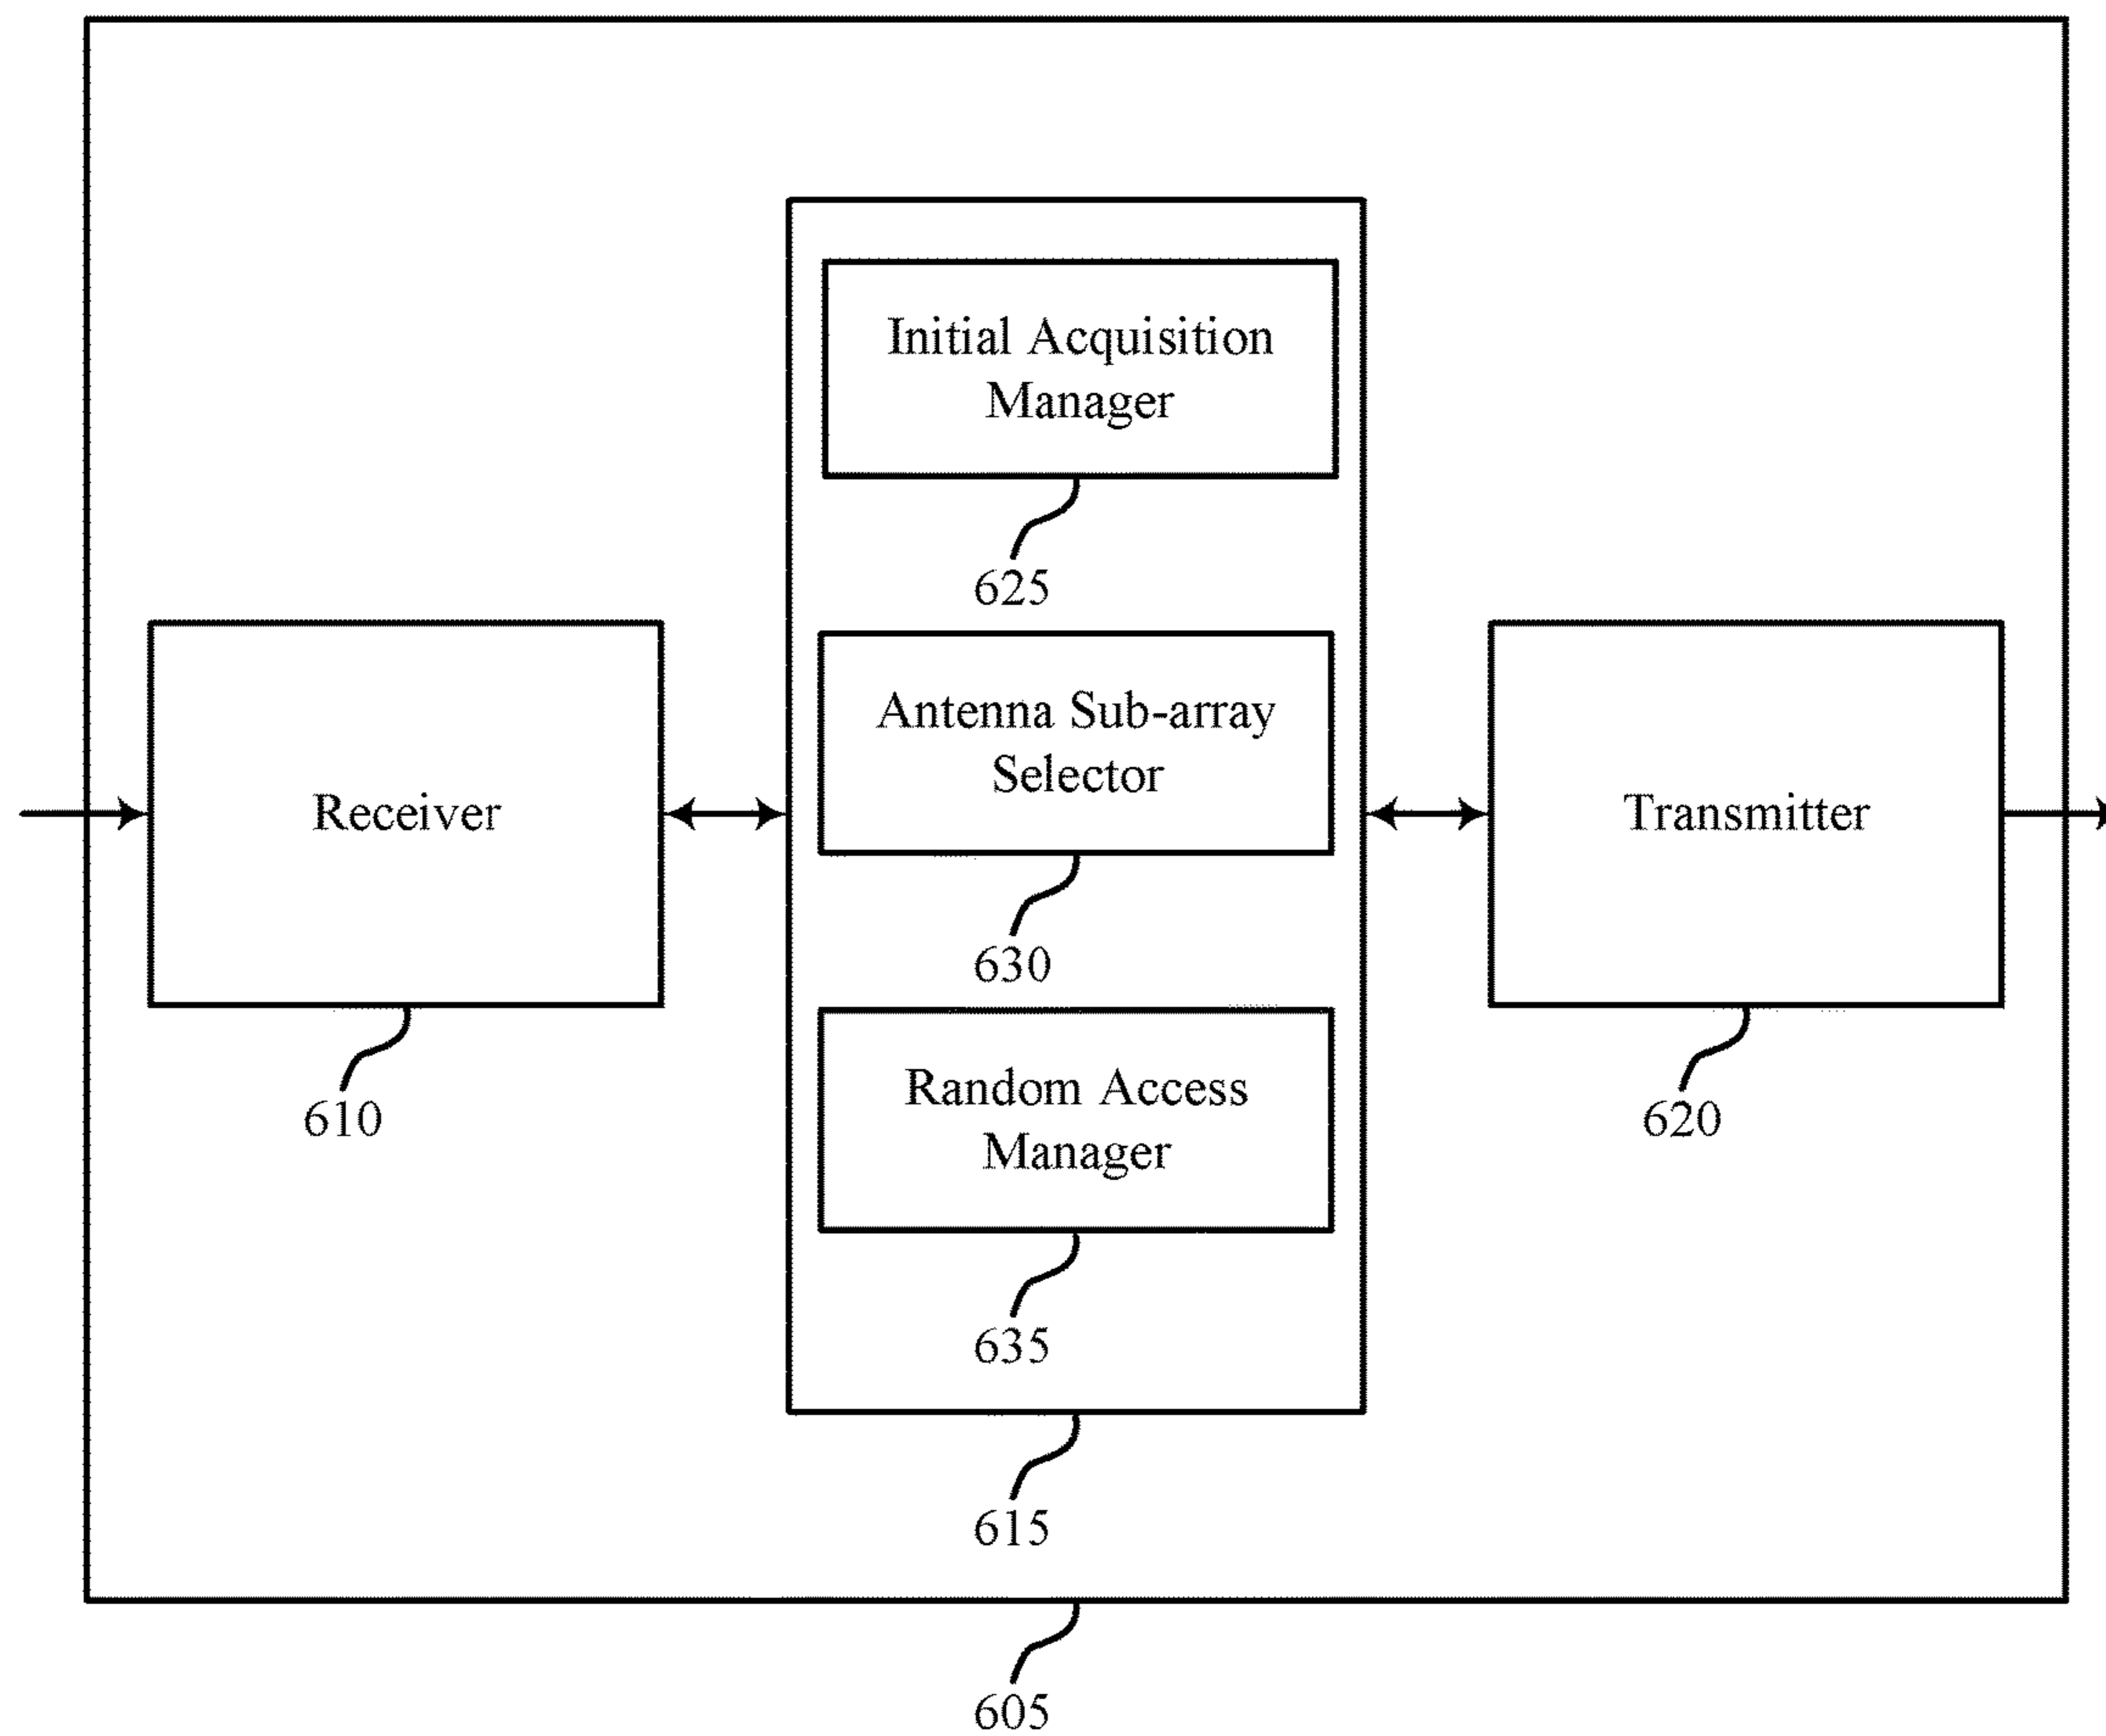 Initial Acquisition
Manager
625
Antenna Sub-array
Selector
630
Receiver
610
Transmitter
620
Random Access
Manager
635
615
605